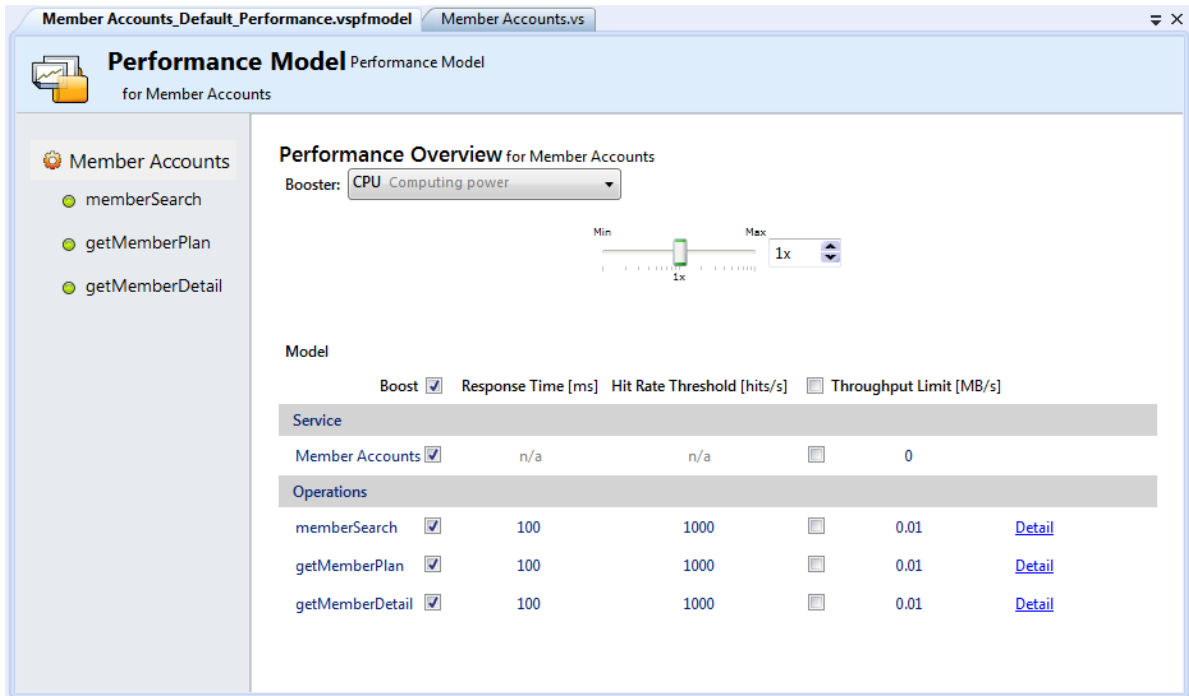 Member Accounts_Default_Performance.vspfmodel Member Accounts.vs
Performance Model Performance Model
for Member Accounts
Member Accounts
memberSearch
getMemberPlan
getMemberDetail
Performance Overview for Member Accounts
Booster: CPU Computing power
Min Max
1x
1x
Model
Boost Response Time [ms] Hit Rate Threshold [hits/s] Throughput Limit [MB/s]
Service
Member Accounts n/a n/a 0
Operations
memberSearch 100 1000 0.01 Detail
getMemberPlan 100 1000 0.01 Detail
getMemberDetail 100 1000 0.01 Detail